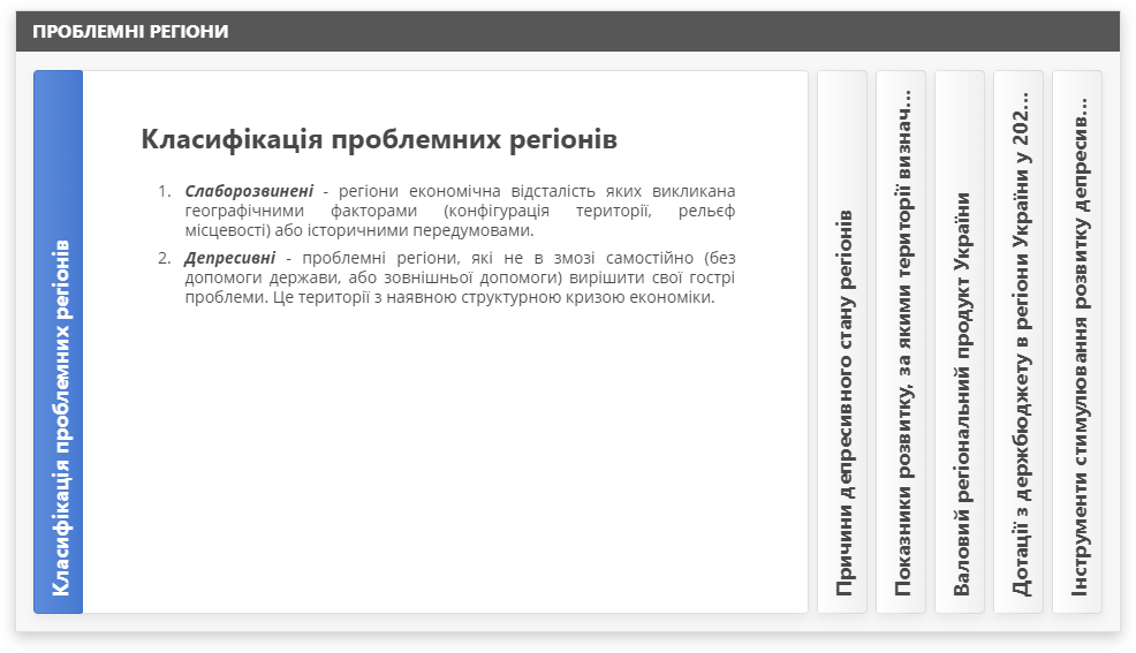 ПРОБЛЕМНІ РЕГІОНИ
Класифікація проблемних регіонів
Класифікація проблемних регіонів
1. Слаборозвинені - регіони економічна відсталість яких викликана
географічними факторами (конфігурація території, рельєф
місцевості) або історичними передумовами.
2. Депресивні - проблемні регіони, які не в змозі самостійно (без
допомоги держави, або зовнішньої допомоги) вирішити свої гострі
проблеми. Це території з наявною структурною кризою економіки.
Причини депресивного стану регіонів
Показники розвитку, за якими території визнач...
Валовий регіональний продукт України
Дотації з держбюджету в регіони України у 202...
Інструменти стимулювання розвитку депресив...